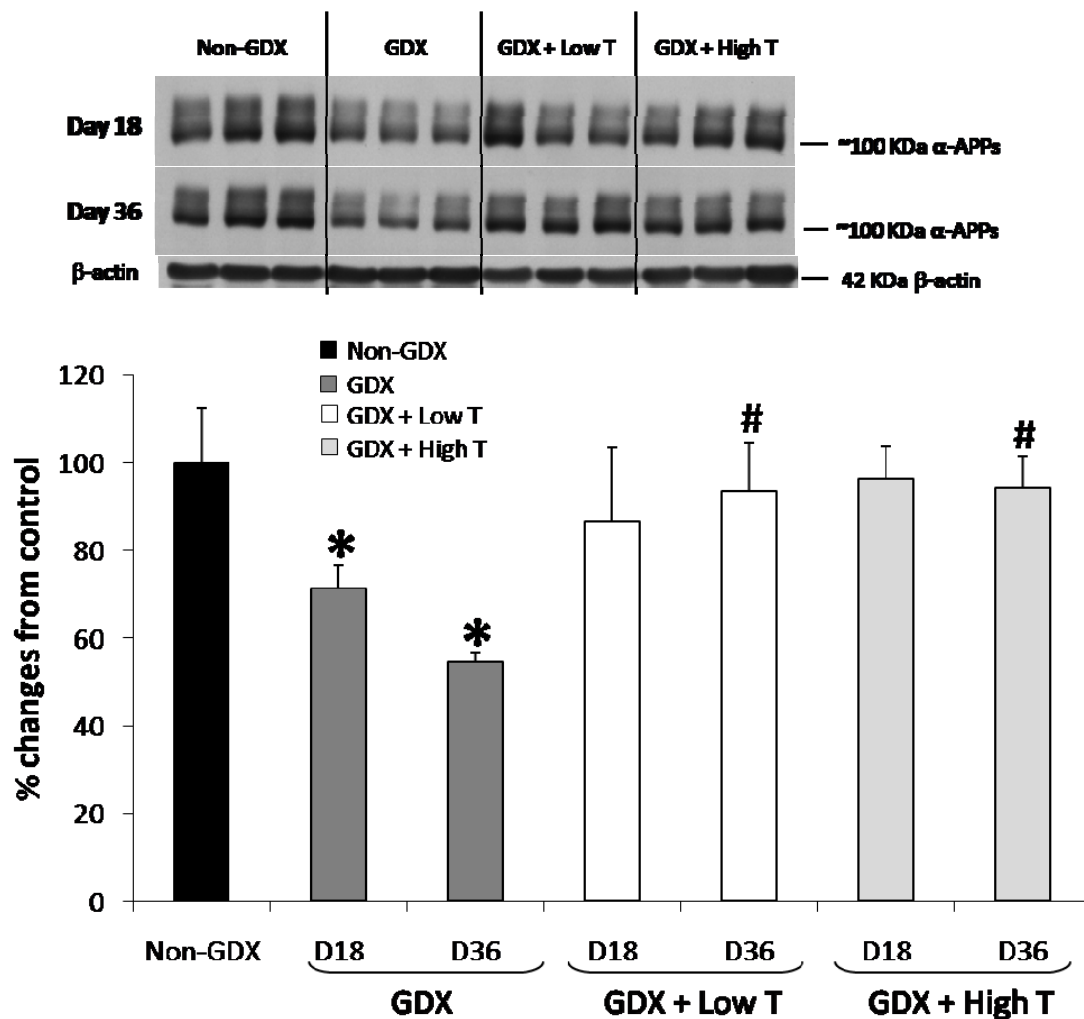 Non-GDX GDX GDX + Low T GDX + High T
Day 18
~100 KDa α-APPs
Day 36
~100 KDa α-APPs
β-actin
42 KDa β-actin
Non-GDX
GDX
GDX + Low T
GDX + High T
% changes from control
120
100
80
60
40
20
0
* * # #
Non-GDX D18 D36 D18 D36 D18 D36
GDX GDX + Low T GDX + High T